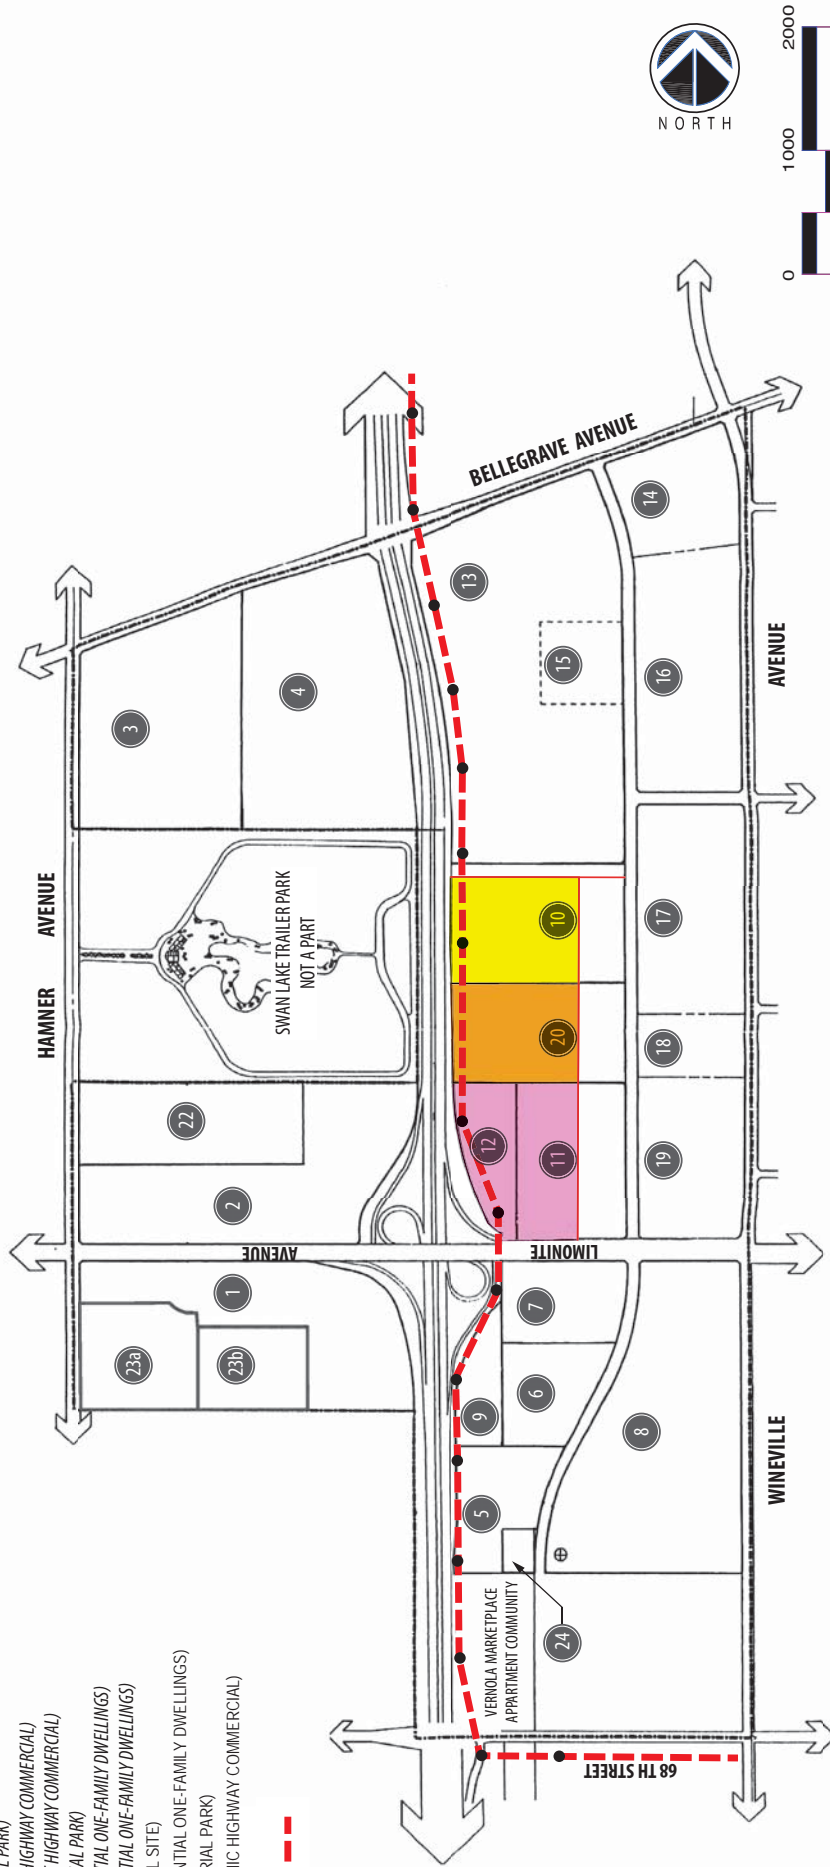 PARK)
HIGHWAY COMMERCIAL)
HIGHWAY COMMERCIAL)
AL PARK)
TIAL ONE-FAMILY DWELLINGS)
TIAL ONE-FAMILY DWELLINGS)
L SITE)
NTIAL ONE-FAMILY DWELLINGS)
RIAL PARK)
NIC HIGHWAY COMMERCIAL)
NORTH
0 1000 2000
HAMNER AVENUE
BELLEGRAVE AVENUE
3
4
SWAN LAKE TRAILER PARK
NOT A PART
22
2
1
23a
23b
LIMONITE AVENUE
13
15
14
16
10
20
12
11
17
18
19
7
6
9
5
8
24
VERNOLA MARKETPLACE
APPARTMENT COMMUNITY
68 TH STREET
WINEVILLE AVENUE